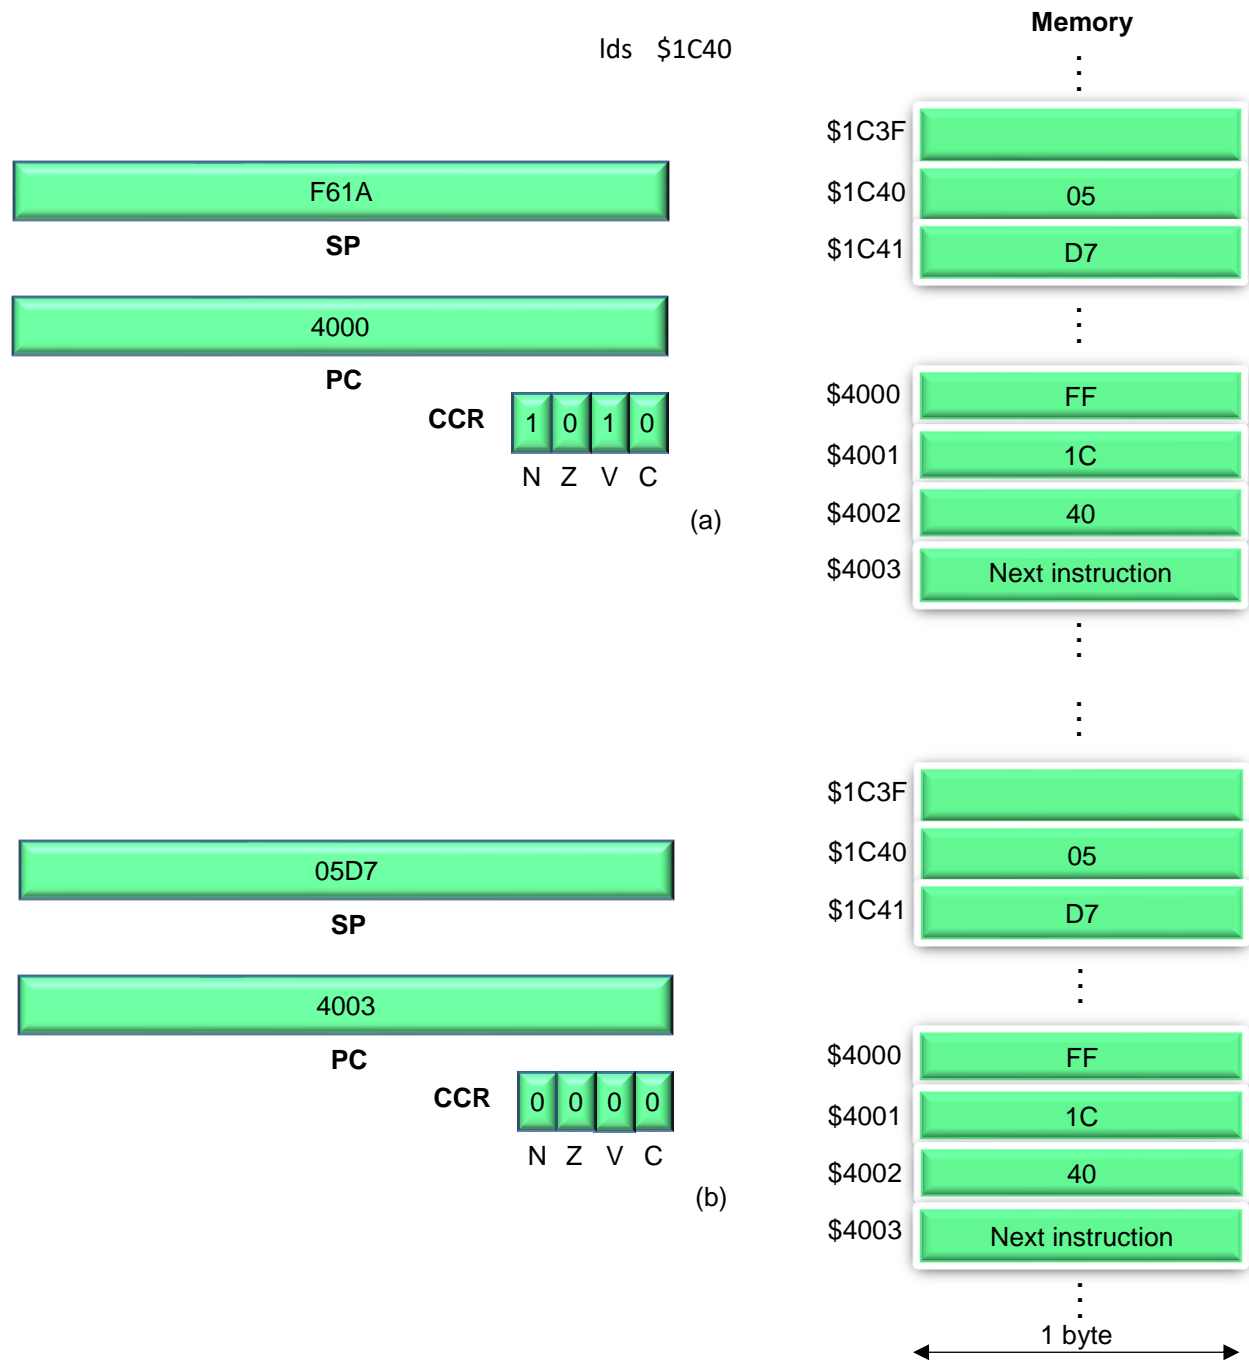 Memory
lds $1C40
$1C3F
F61A
$1C40 05
SP
$1C41 D7
4000
PC
$4000 FF
CCR 1 0 1 0
$4001 1C
N Z V C
(a)
$4002 40
$4003 Next instruction
$1C3F
05D7
$1C40 05
SP
$1C41 D7
4003
PC
$4000 FF
CCR 0 0 0 0
$4001 1C
N Z V C
(b)
$4002 40
$4003 Next instruction
1 byte